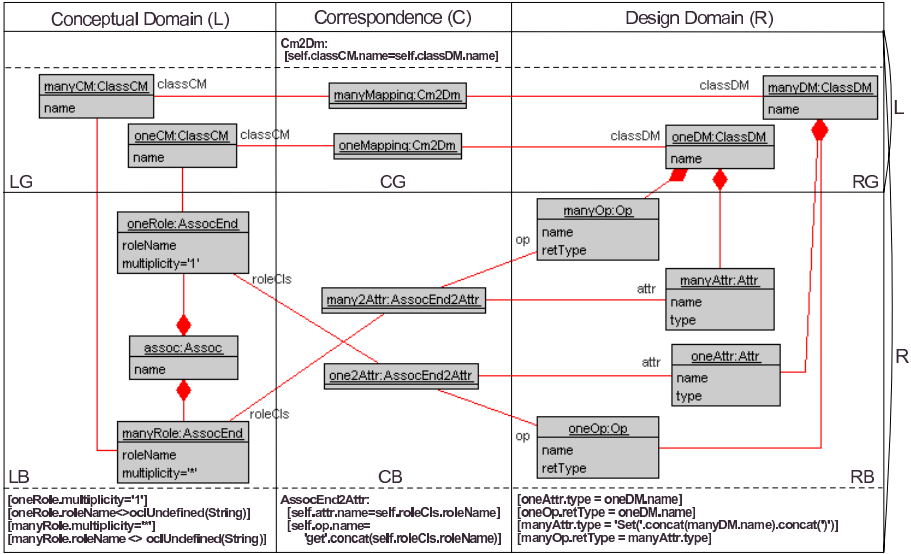 Conceptual Domain (L)
Correspondence (C)
Design Domain (R)
Cm2Dm:
[self.classCM.name=self.classDM.name]
manyCM:ClassCM
name
classCM
manyMapping:Cm2Dm
classDM
manyDM:ClassDM
name
L
oneCM:ClassCM
name
classCM
oneMapping:Cm2Dm
classDM
oneDM:ClassDM
name
LG
CG
RG
oneRole:AssocEnd
roleName
multiplicity='1'
roleCls
op
manyOp:Op
name
retType
many2Attr:AssocEnd2Attr
attr
manyAttr:Attr
name
type
assoc:Assoc
name
one2Attr:AssocEnd2Attr
attr
oneAttr:Attr
name
type
R
manyRole:AssocEnd
roleName
multiplicity='*'
roleCls
op
oneOp:Op
name
retType
LB
CB
RB
[oneRole.multiplicity='1']
[oneRole.roleName<>oclUndefined(String)]
[manyRole.multiplicity='*']
[manyRole.roleName <> oclUndefined(String)]
AssocEnd2Attr:
[self.attr.name=self.roleCls.roleName]
[self.op.name=
'get'.concat(self.roleCls.roleName)]
[oneAttr.type = oneDM.name]
[oneOp.retType = oneDM.name]
[manyAttr.type = 'Set('.concat(manyDM.name).concat(')')]
[manyOp.retType = manyAttr.type]